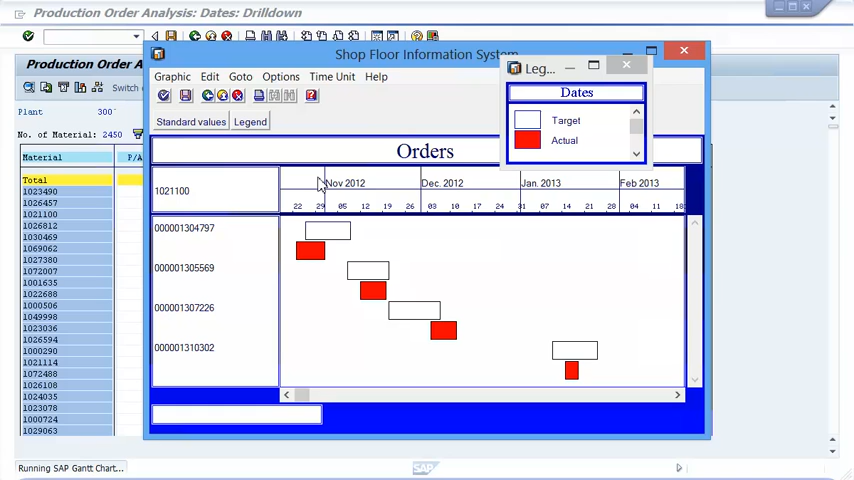 Production Order Analysis: Dates: Drilldown
Production Order Analy
Switch
Plant 300
No. of Material: 2450
Material P/A
Total
1023490
1026457
1021100
1026812
1030469
1069062
1027380
1072007
1001635
1022688
1000506
1049998
1023036
1026594
1000290
1021114
1072488
1026108
1024035
1023078
1000724
1029063
Shop Floor Information System
Graphic Edit Goto Options Time Unit Help
Standard values Legend
Leg...
Dates
Target
Actual
Orders
1021100
Nov 2012 Dec. 2012 Jan. 2013 Feb 2013
22 29 05 12 19 26 03 10 17 24 31 07 14 21 28 04 11 18
000001304797
000001305569
000001307226
000001310302
Running SAP Gantt Chart...
SAP